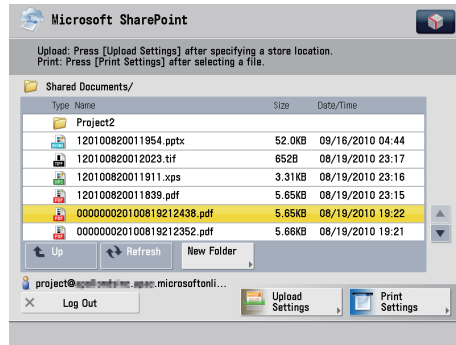 Microsoft SharePoint
Upload: Press [Upload Settings] after specifying a store location.
Print: Press [Print Settings] after selecting a file.
Shared Documents/
Type Name Size Date/Time
Project2
120100820011954.pptx 52.0KB 09/16/2010 04:44
120100820012023.tif 652B 08/19/2010 23:17
120100820011911.xps 3.31KB 08/19/2010 23:16
120100820011839.pdf 5.65KB 08/19/2010 23:15
000000020100819212438.pdf 5.65KB 08/19/2010 19:22
000000020100819212352.pdf 5.66KB 08/19/2010 19:21
Up Refresh New Folder
project@ .microsoftonli...
Log Out Upload Settings Print Settings